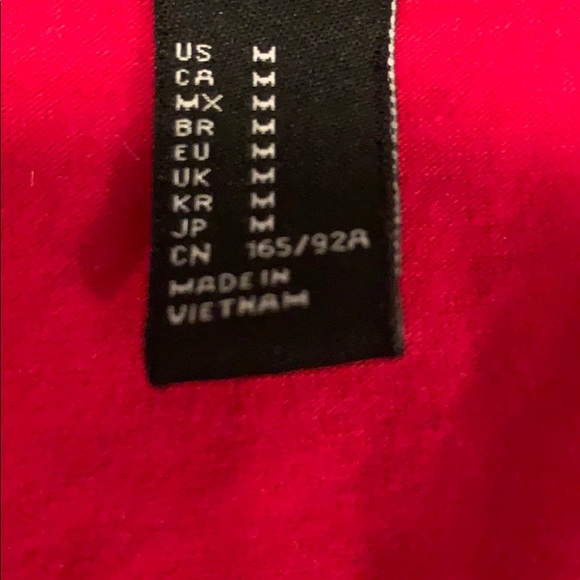 US M
CA M
MX M
BR M
EU M
UK M
KR M
JP M
CN 165/92A
MADE IN
VIETNAM